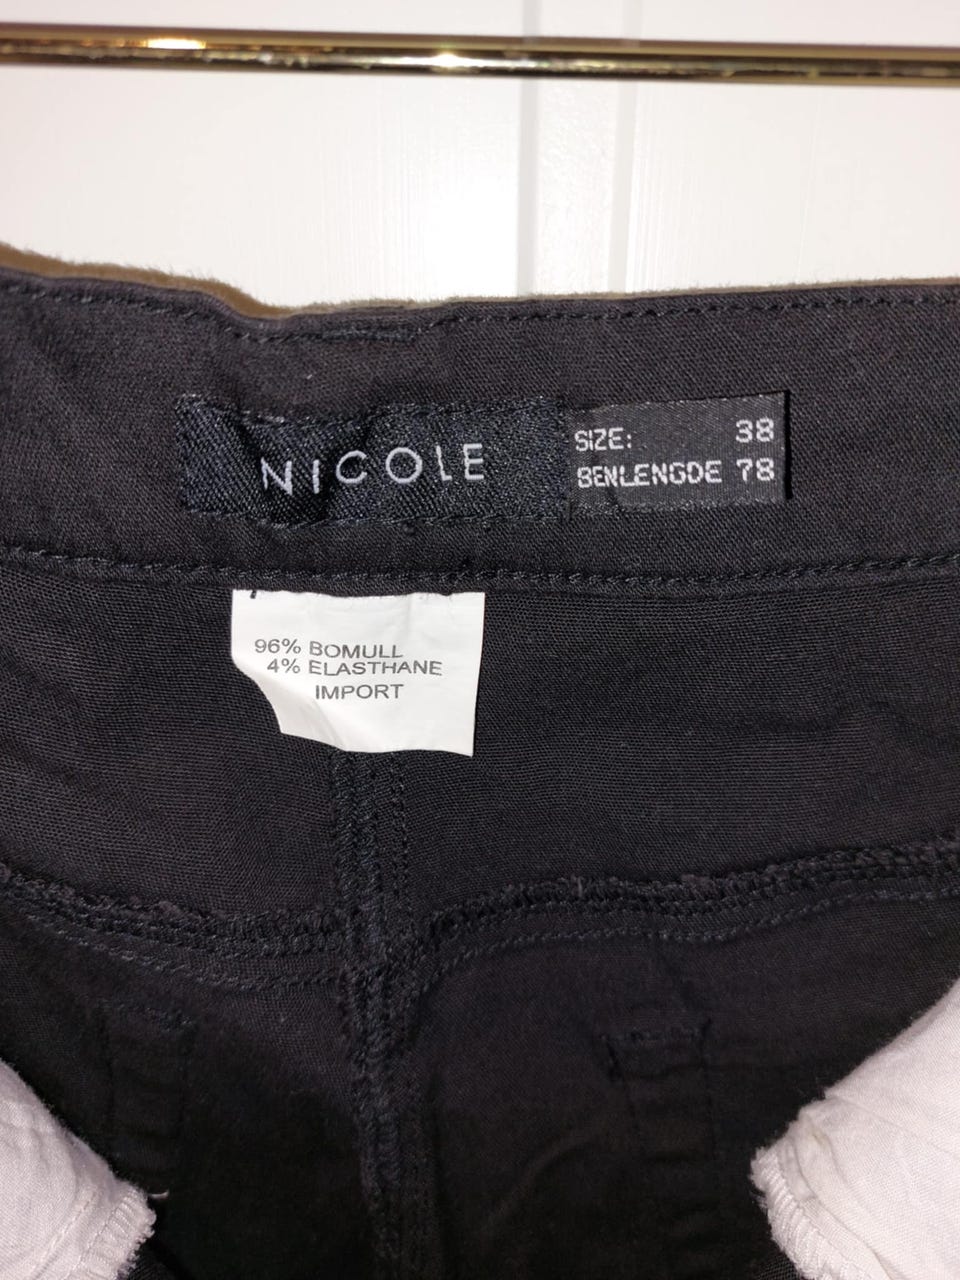 NICOLE
SIZE: 38
BENLENGDE 78
96% BOMULL
4% ELASTHANE
IMPORT